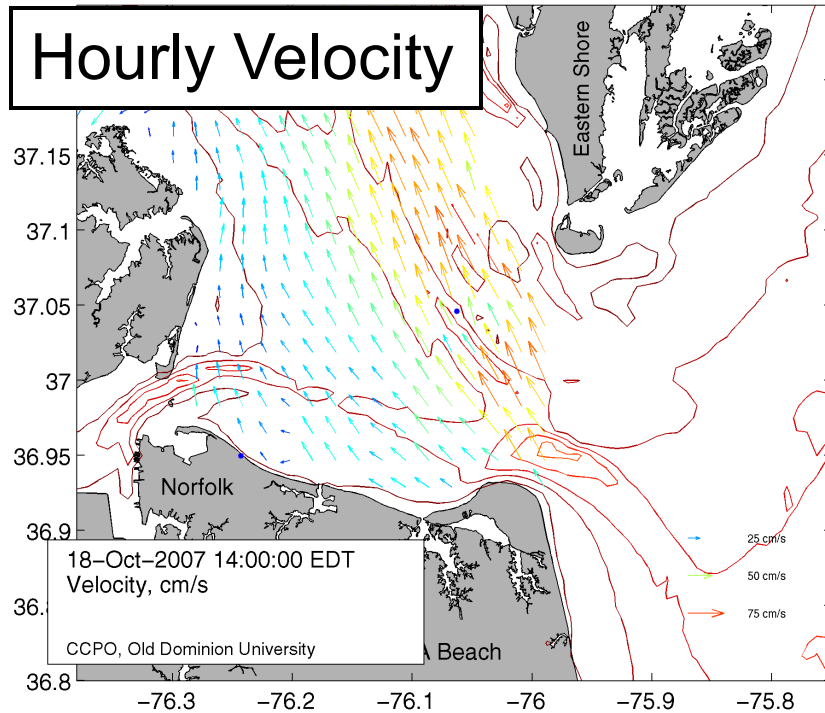 Hourly Velocity
Eastern Shore
37.15
37.1
37.05
37
36.95
36.9
36.8
36.8
Norfolk
25 cm/s
50 cm/s
75 cm/s
18–Oct–2007 14:00:00 EDT
Velocity, cm/s
CCPO, Old Dominion University
A Beach
−76.3
−76.2
−76.1
−76
−75.9
−75.8